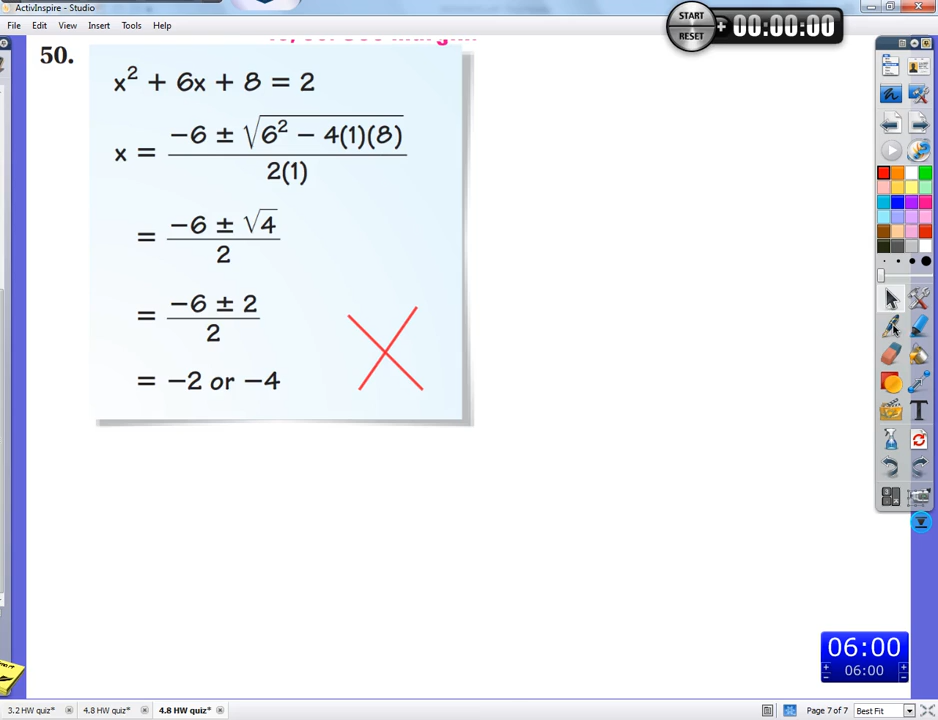 ActivInspire - Studio
START
RESET
00:00:00
File Edit View Insert Tools Help
50.
x² + 6x + 8 = 2
x = (−6 ± √(6² − 4(1)(8))) / 2(1)
= (−6 ± √4) / 2
= (−6 ± 2) / 2
= −2 or −4
T
06:00
06:00
3.2 HW quiz* 4.8 HW quiz* 4.8 HW quiz* Page 7 of 7 Best Fit